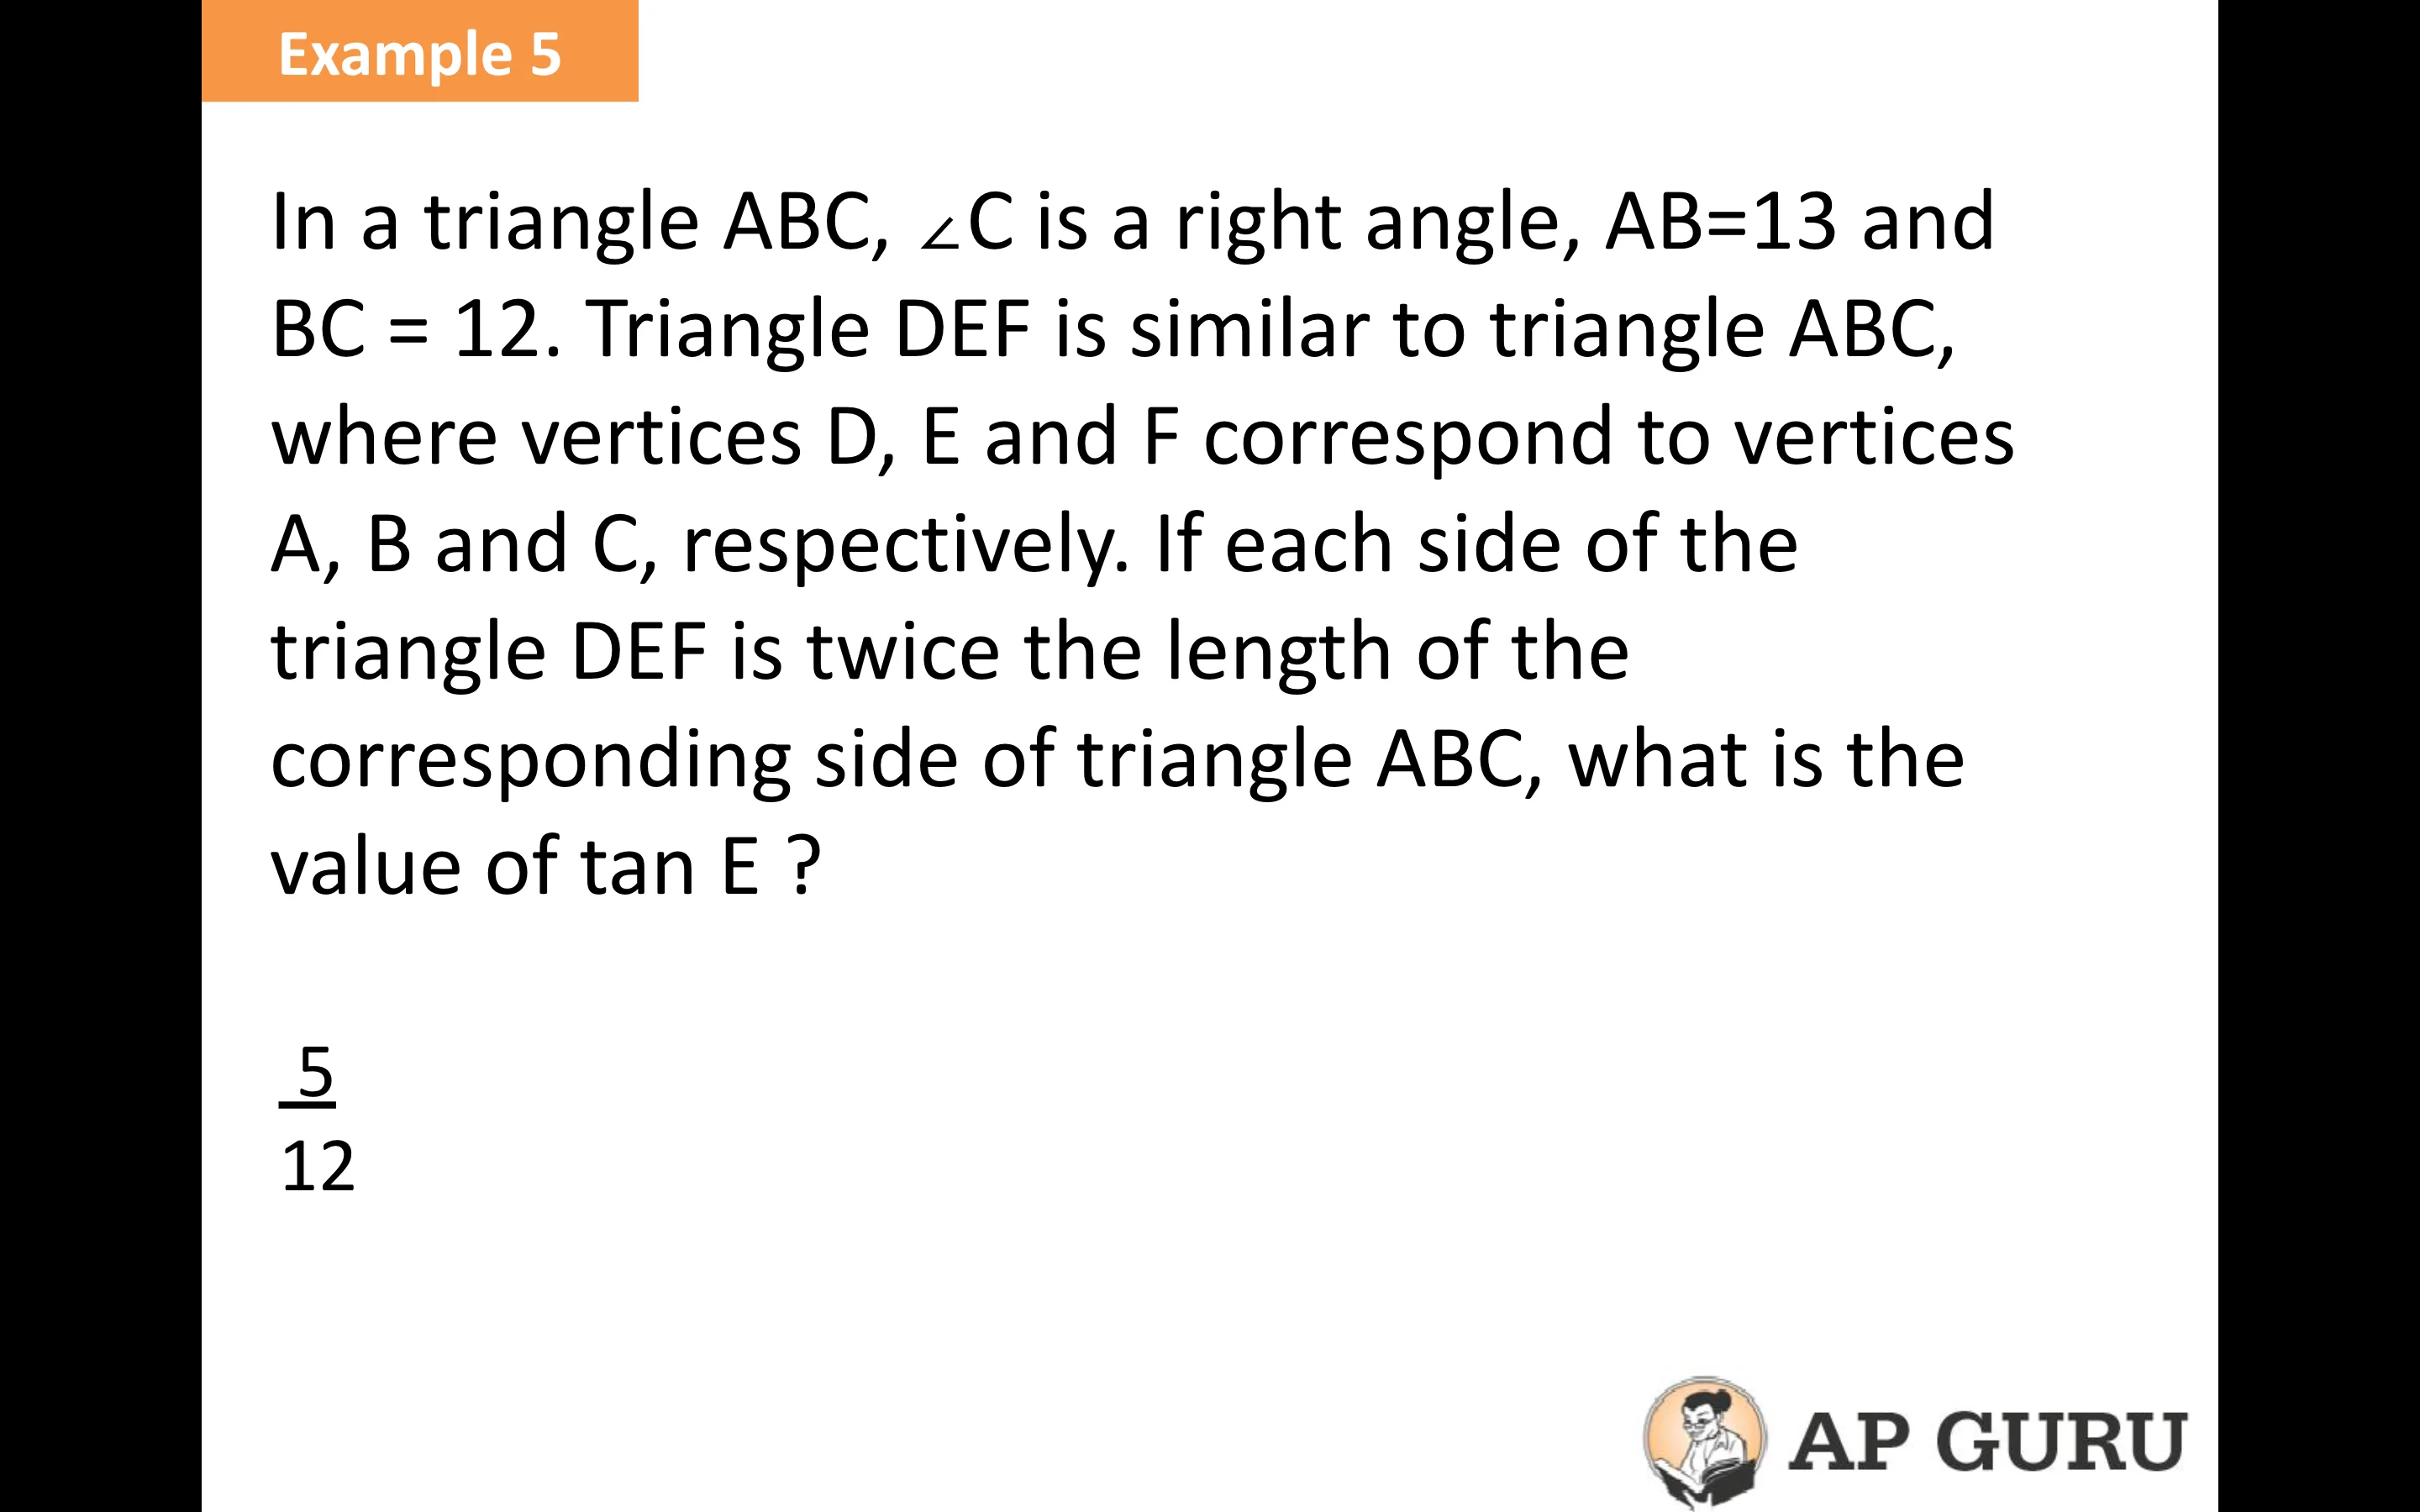 Example 5
In a triangle ABC, ∠C is a right angle, AB=13 and
BC = 12. Triangle DEF is similar to triangle ABC,
where vertices D, E and F correspond to vertices
A, B and C, respectively. If each side of the
triangle DEF is twice the length of the
corresponding side of triangle ABC, what is the
value of tan E ?
5
12
AP GURU